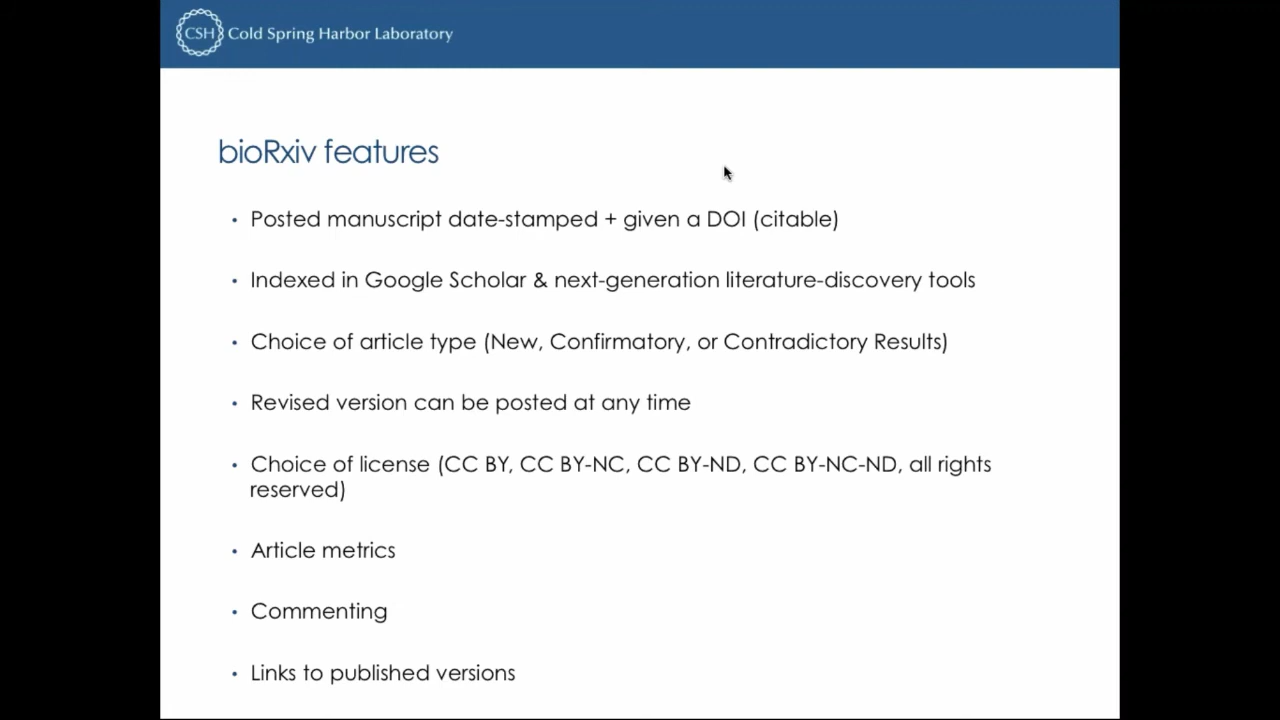 CSH Cold Spring Harbor Laboratory
bioRxiv features
• Posted manuscript date-stamped + given a DOI (citable)
• Indexed in Google Scholar & next-generation literature-discovery tools
• Choice of article type (New, Confirmatory, or Contradictory Results)
• Revised version can be posted at any time
• Choice of license (CC BY, CC BY-NC, CC BY-ND, CC BY-NC-ND, all rights
reserved)
• Article metrics
• Commenting
• Links to published versions